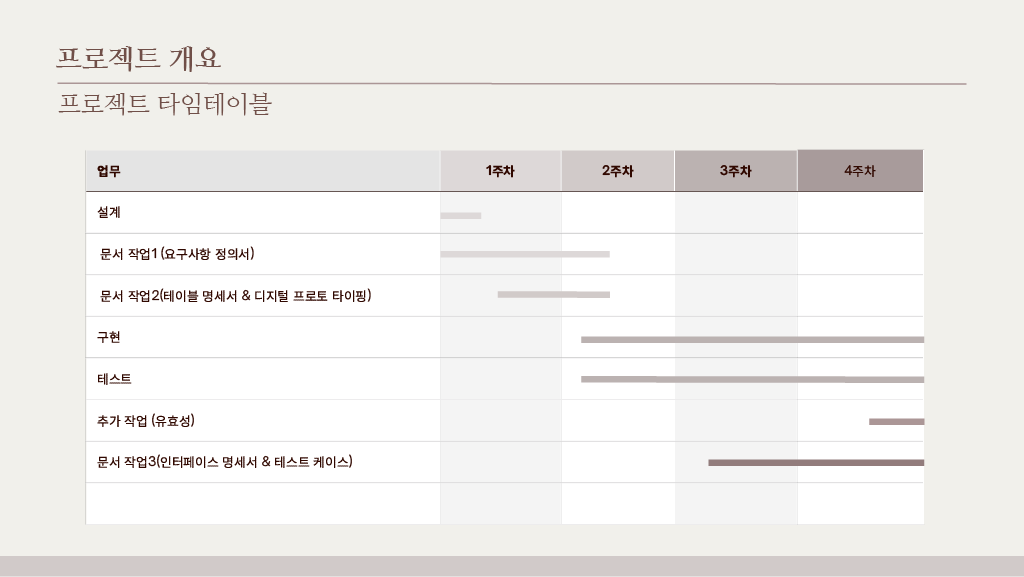 프로젝트 개요
프로젝트 타임테이블
업무 1주차 2주차 3주차 4주차
설계
문서 작업1 (요구사항 정의서)
문서 작업2(테이블 명세서 & 디지털 프로토 타이핑)
구현
테스트
추가 작업 (유효성)
문서 작업3(인터페이스 명세서 & 테스트 케이스)